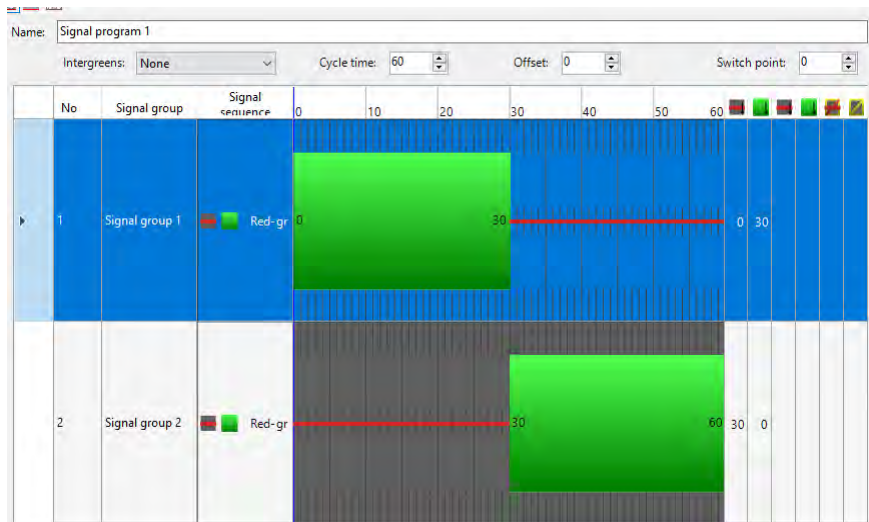 Name: Signal program 1
Intergreens: None Cycle time: 60 Offset: 0 Switch point: 0
No Signal group Signal sequence 0 10 20 30 40 50 60
1 Signal group 1 Red-gr 0 30 0 30
2 Signal group 2 Red-gr 30 60 30 0